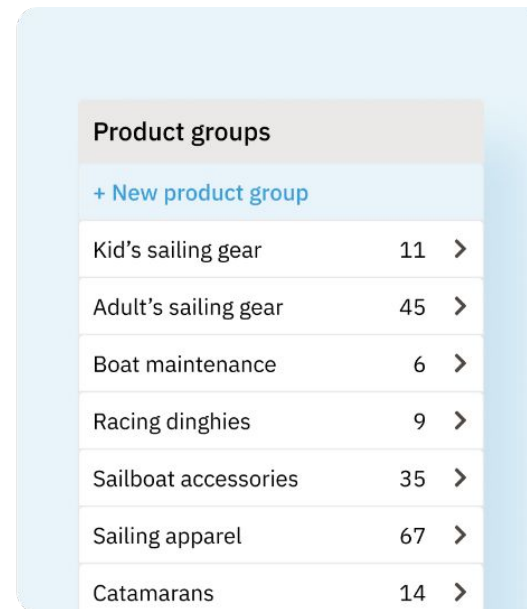 Product groups
+ New product group
Kid’s sailing gear 11
Adult’s sailing gear 45
Boat maintenance 6
Racing dinghies 9
Sailboat accessories 35
Sailing apparel 67
Catamarans 14